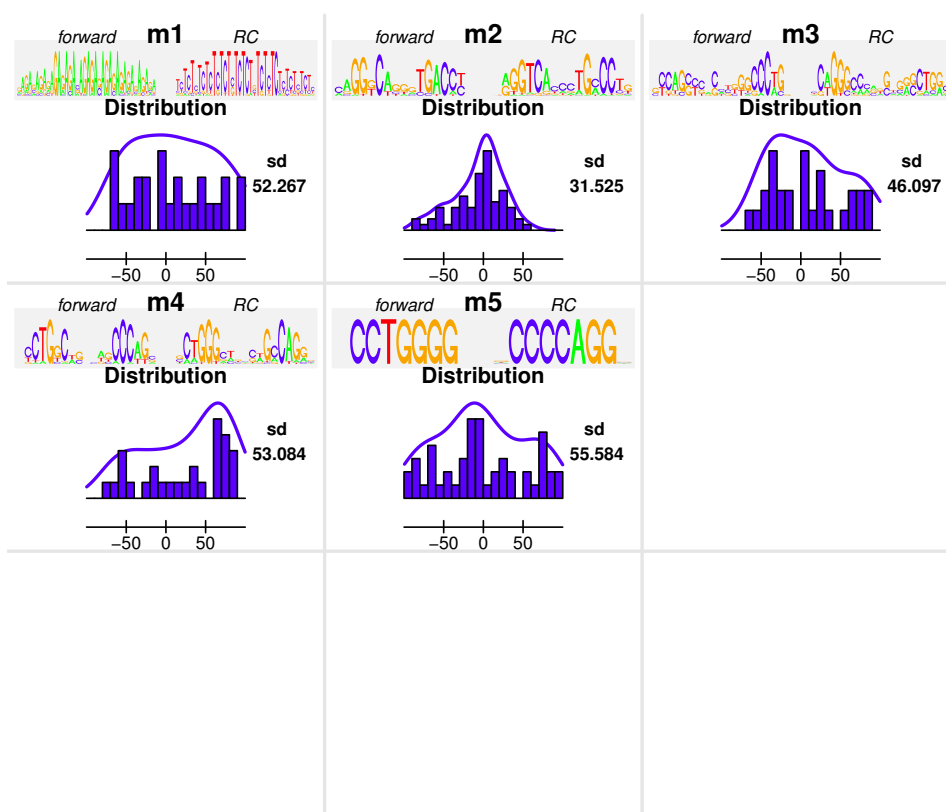 forward m1 RC
Distribution
sd
52.267
−50 0 50
forward m2 RC
Distribution
sd
31.525
−50 0 50
forward m3 RC
Distribution
sd
46.097
−50 0 50
forward m4 RC
Distribution
sd
53.084
−50 0 50
forward m5 RC
CCTGGGG CCCCAGG
Distribution
sd
55.584
−50 0 50